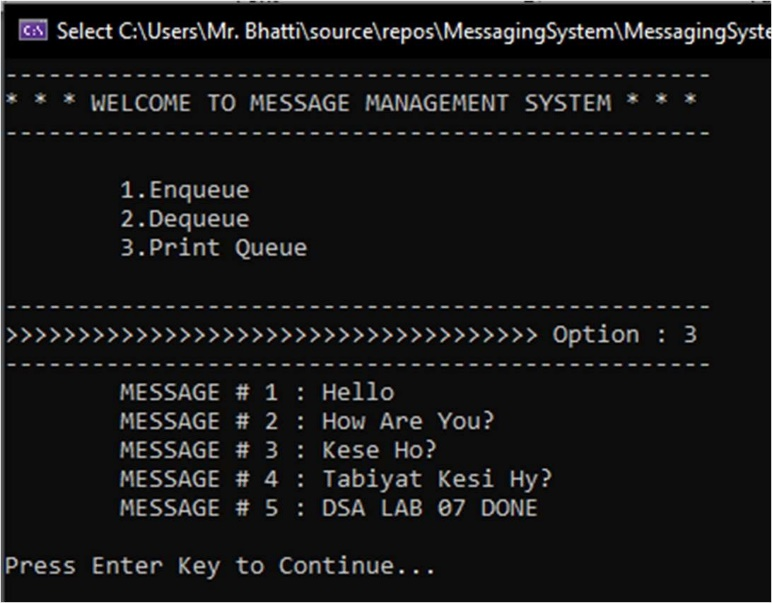 Select C:\Users\Mr. Bhatti\source\repos\MessagingSystem\MessagingSyste
-------------------------------------------------
* * * WELCOME TO MESSAGE MANAGEMENT SYSTEM * * *
-------------------------------------------------
1.Enqueue
2.Dequeue
3.Print Queue
-------------------------------------------------
>>>>>>>>>>>>>>>>>>>>>>>>>>>>>>>>>>>>> Option : 3
-------------------------------------------------
MESSAGE # 1 : Hello
MESSAGE # 2 : How Are You?
MESSAGE # 3 : Kese Ho?
MESSAGE # 4 : Tabiyat Kesi Hy?
MESSAGE # 5 : DSA LAB 07 DONE
Press Enter Key to Continue...